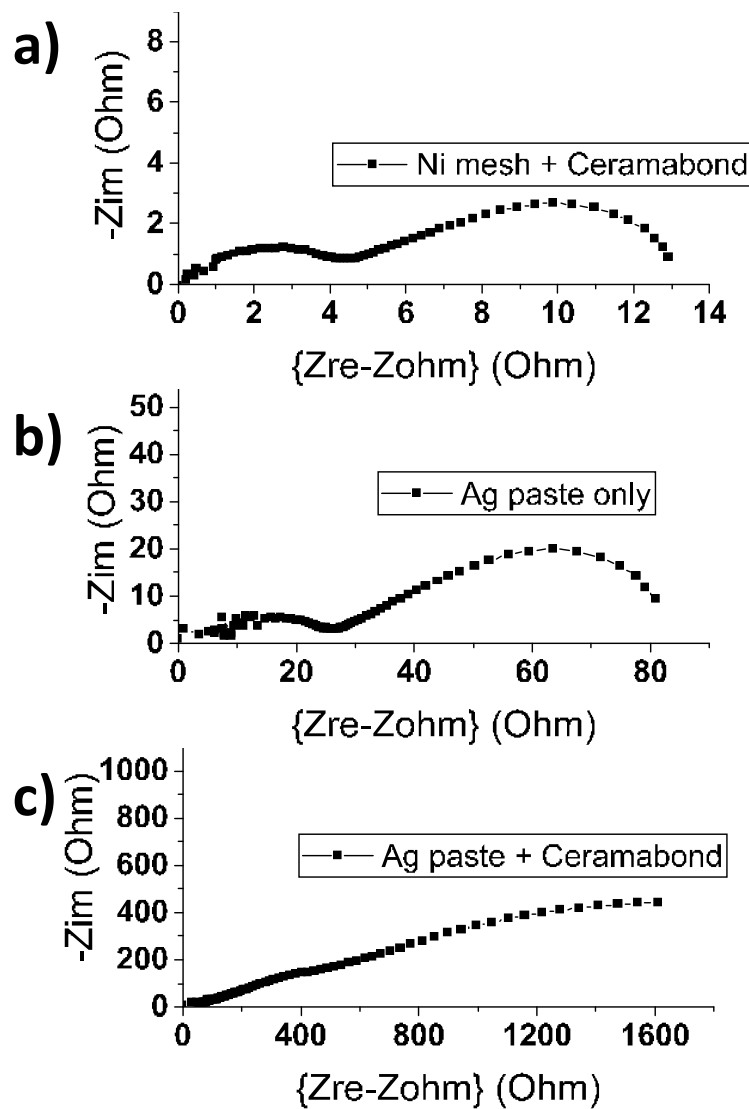 a)
8
6
4
2
0
-Zim (Ohm)
Ni mesh + Ceramabond
0 2 4 6 8 10 12 14
{Zre-Zohm} (Ohm)
b)
50
40
30
20
10
0
-Zim (Ohm)
Ag paste only
0 20 40 60 80
{Zre-Zohm} (Ohm)
c)
1000
800
600
400
200
0
-Zim (Ohm)
Ag paste + Ceramabond
0 400 800 1200 1600
{Zre-Zohm} (Ohm)